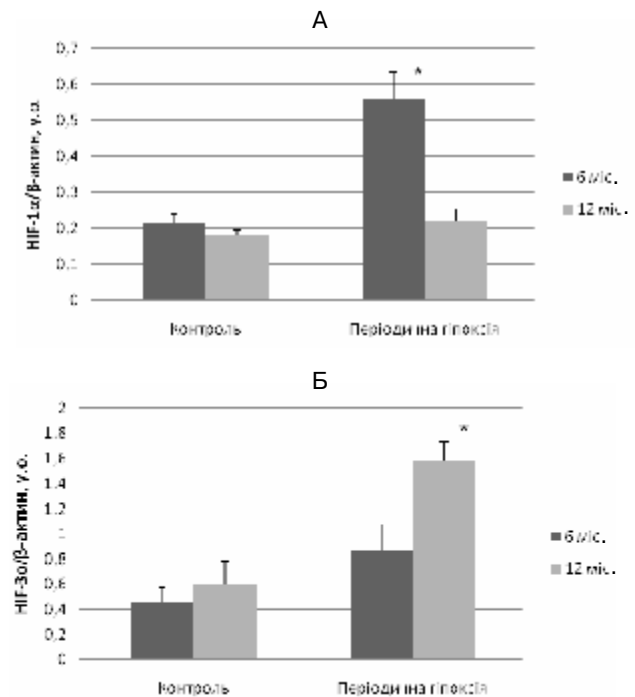 А
0,7
0,6
0,5
0,4
0,3
0,2
0,1
0
HIF-1α/β-актин, у.о.
Контроль
Періодична гіпоксія
6 міс.
12 міс.
Б
2
1,8
1,6
1,4
1,2
1
0,8
0,6
0,4
0,2
0
HIF-3α/β-актин, у.о.
Контроль
Періодична гіпоксія
6 міс.
12 міс.
*
*